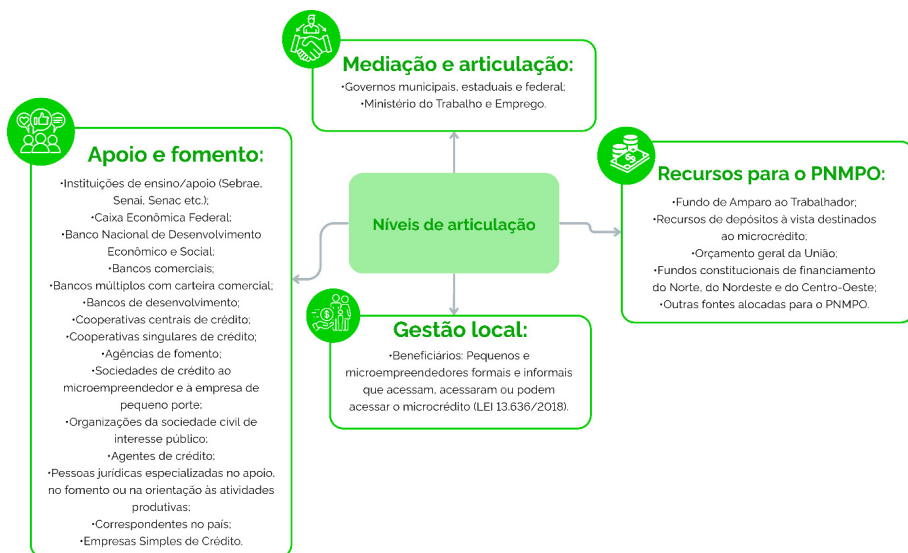 Mediação e articulação:
•Governos municipais, estaduais e federal;
•Ministério do Trabalho e Emprego.
Apoio e fomento:
•Instituições de ensino/apoio (Sebrae,
Senai, Senac etc.);
•Caixa Econômica Federal;
•Banco Nacional de Desenvolvimento
Econômico e Social;
•Bancos comerciais;
•Bancos múltiplos com carteira comercial;
•Bancos de desenvolvimento;
•Cooperativas centrais de crédito;
•Cooperativas singulares de crédito;
•Agências de fomento;
•Sociedades de crédito ao
microempreendedor e à empresa de
pequeno porte;
•Organizações da sociedade civil de
interesse público;
•Agentes de crédito;
•Pessoas jurídicas especializadas no apoio,
no fomento ou na orientação às atividades
produtivas;
•Correspondentes no país;
•Empresas Simples de Crédito.
Níveis de articulação
Recursos para o PNMPO:
•Fundo de Amparo ao Trabalhador;
•Recursos de depósitos à vista destinados
ao microcrédito;
•Orçamento geral da União;
•Fundos constitucionais de financiamento
do Norte, do Nordeste e do Centro-Oeste;
•Outras fontes alocadas para o PNMPO.
Gestão local:
•Beneficiários: Pequenos e
microempreendedores formais e informais
que acessam, acessaram ou podem
acessar o microcrédito (LEI 13.636/2018).